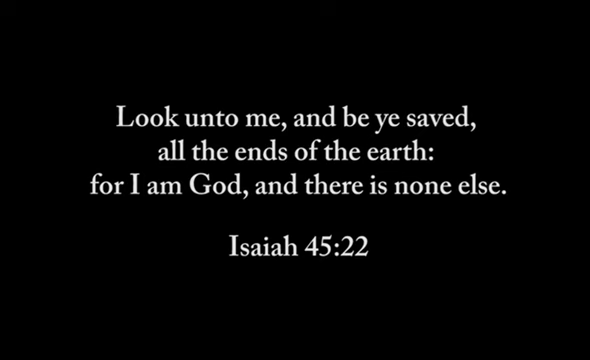 Look unto me, and be ye saved,
all the ends of the earth:
for I am God, and there is none else.
Isaiah 45:22